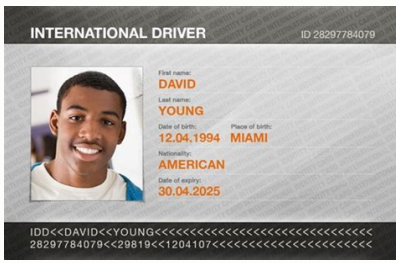 INTERNATIONAL DRIVER
ID 28297784079
First name:
DAVID
Last name:
YOUNG
Date of birth: Place of birth:
12.04.1994 MIAMI
Nationality:
AMERICAN
Date of expiry:
30.04.2025
IDD<<DAVID<<YOUNG<<<<<<<<<<<<<<<<<<<<<<<<<<<<
28297784079<<29819<<1204107<<<<<<<<<<<<<<<<<<<<